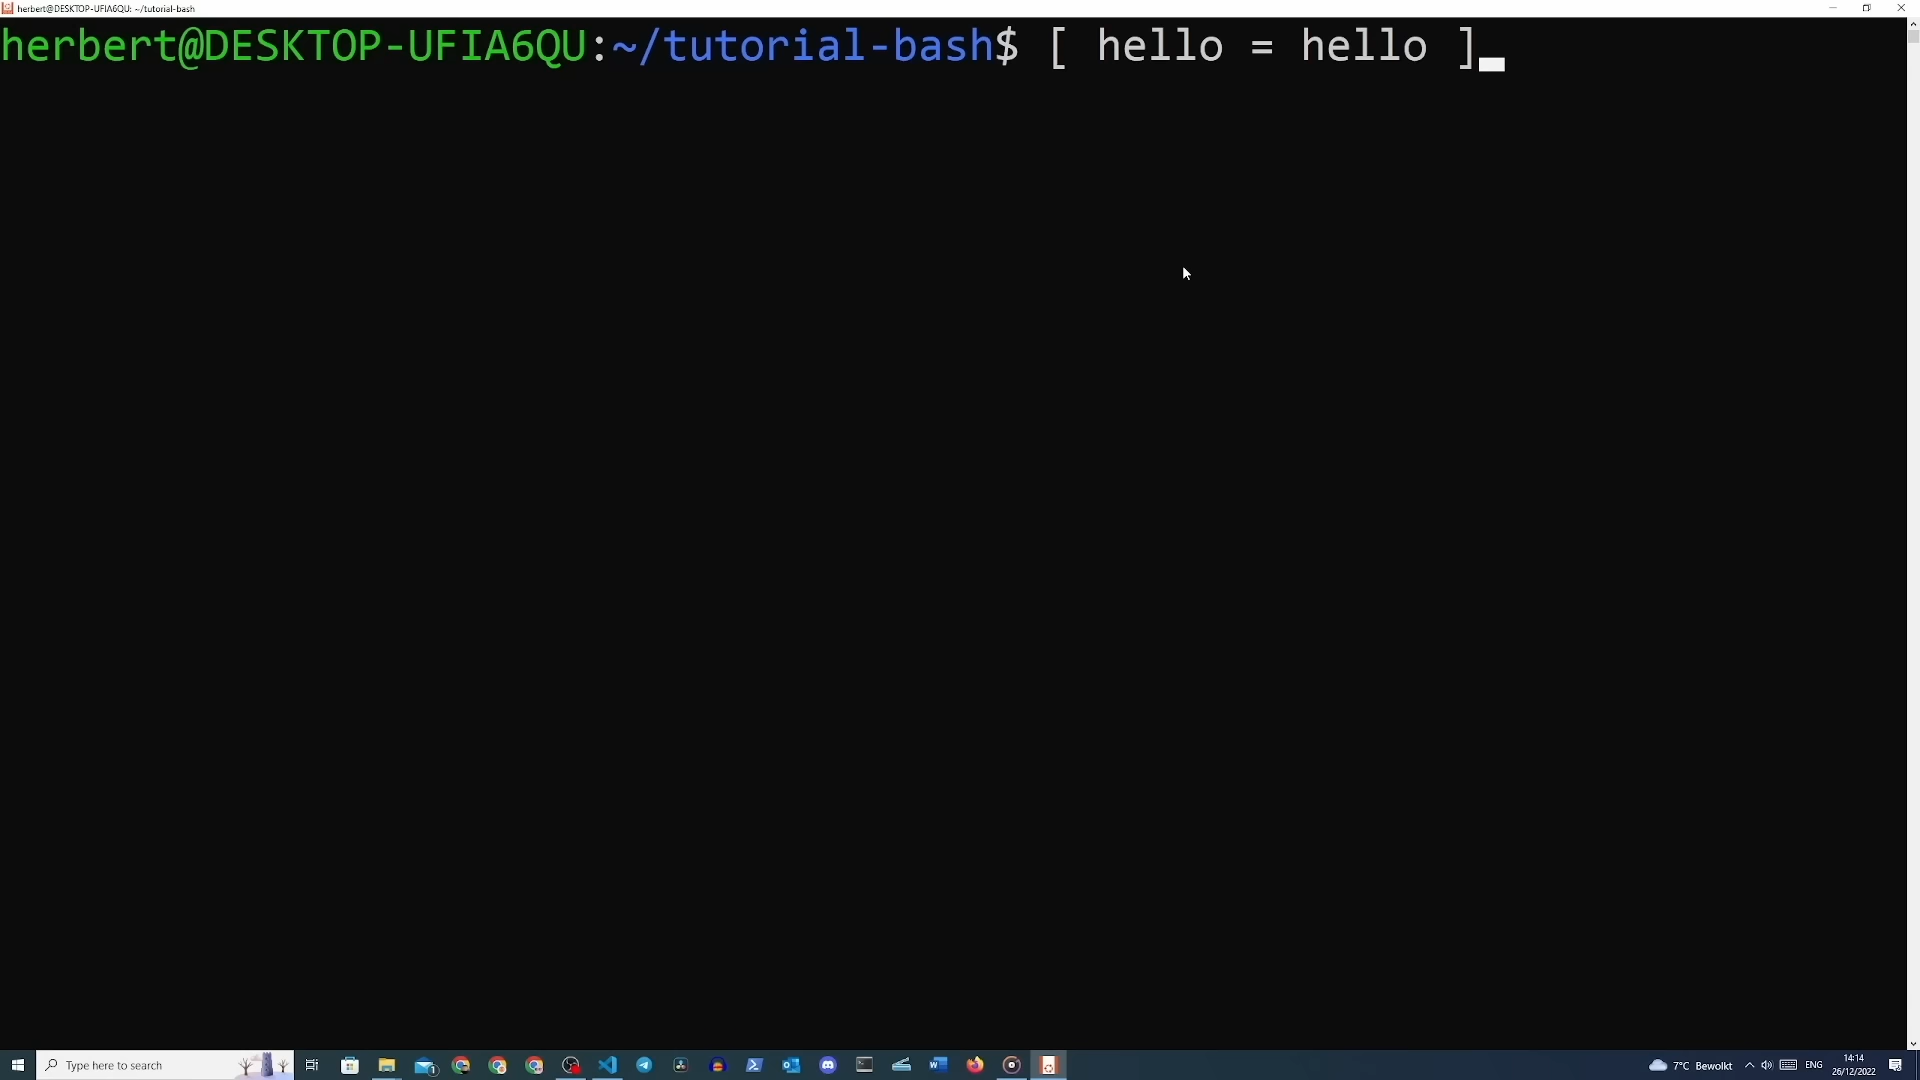 herbert@DESKTOP-UFIA6QU: ~/tutorial-bash
herbert@DESKTOP-UFIA6QU:~/tutorial-bash$ [ hello = hello ]
Type here to search
1
7°C Bewolkt
ENG
14:14
26/12/2022